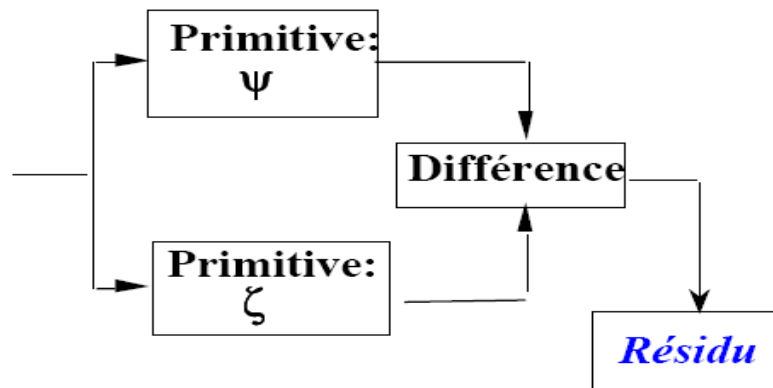 Primitive:
ψ
Différence
Primitive:
ζ
Résidu